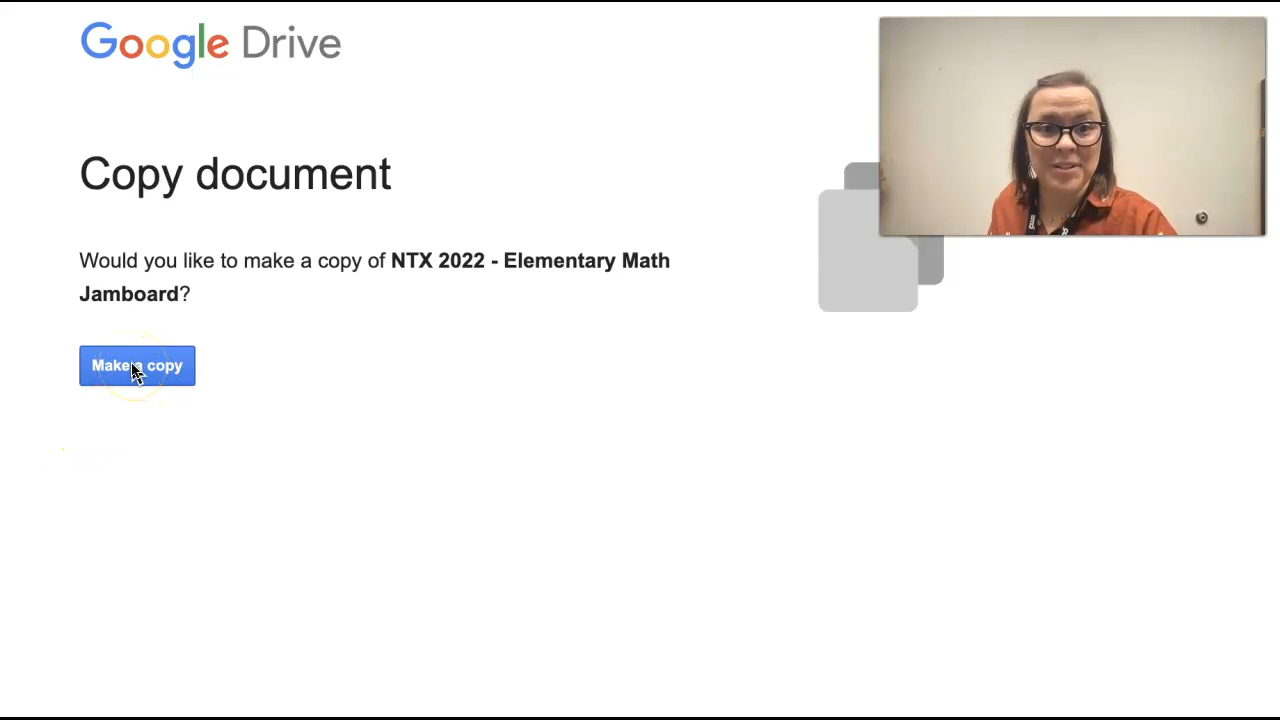 Google Drive
Copy document
Would you like to make a copy of NTX 2022 - Elementary Math
Jamboard?
Make a copy